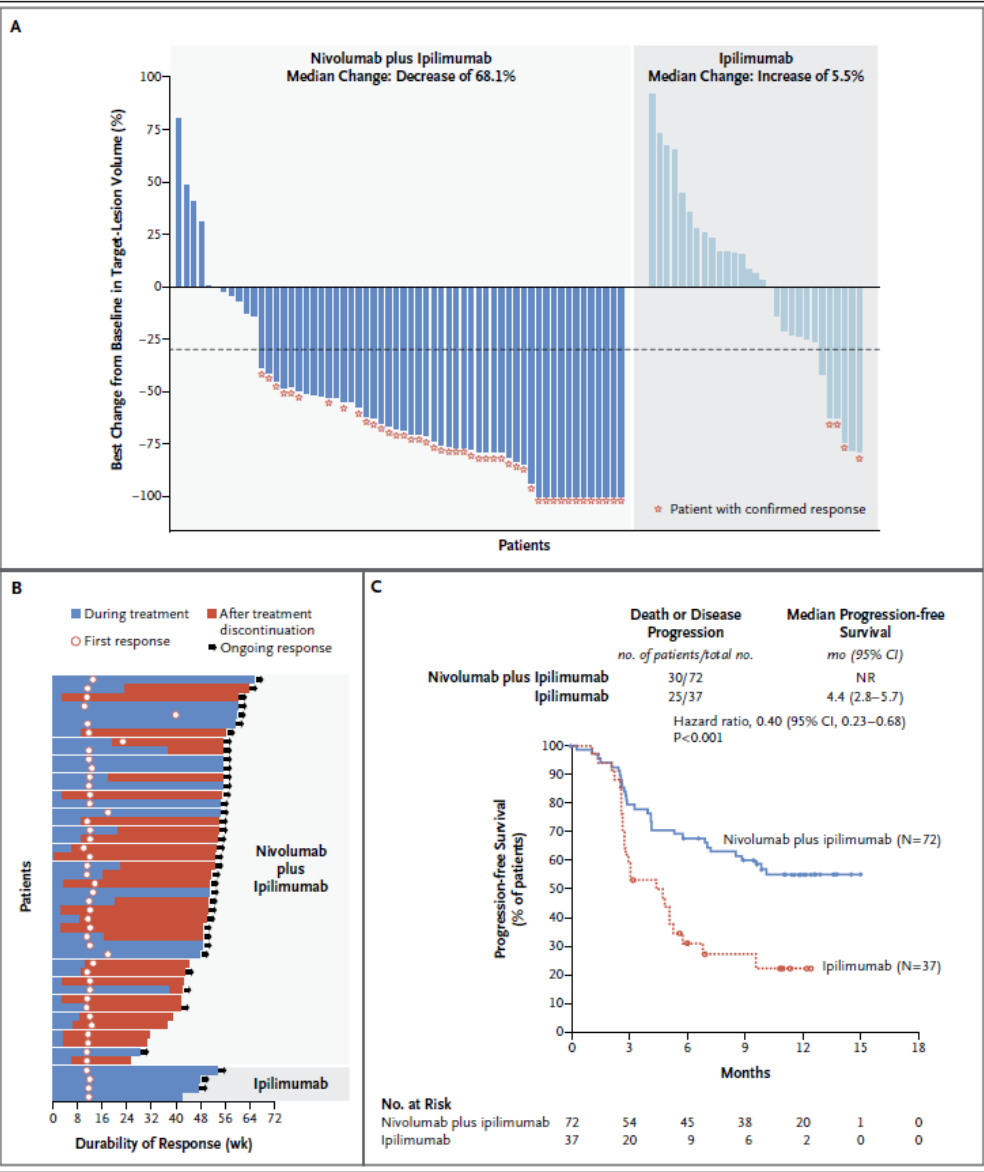 A
Nivolumab plus Ipilimumab
Median Change: Decrease of 68.1%
Ipilimumab
Median Change: Increase of 5.5%
Best Change from Baseline in Target-Lesion Volume (%)
100
75
50
25
0
−25
−50
−75
−100
☆ Patient with confirmed response
Patients
B
During treatment
After treatment
discontinuation
First response
Ongoing response
Patients
Nivolumab
plus
Ipilimumab
Ipilimumab
0 8 16 24 32 40 48 56 64 72
Durability of Response (wk)
C
Death or Disease
Progression
Median Progression-free
Survival
no. of patients/total no.
mo (95% CI)
Nivolumab plus Ipilimumab 30/72 NR
Ipilimumab 25/37 4.4 (2.8–5.7)
Hazard ratio, 0.40 (95% CI, 0.23–0.68)
P<0.001
Progression-free Survival
(% of patients)
100
90
80
70
60
50
40
30
20
10
0
Nivolumab plus ipilimumab (N=72)
Ipilimumab (N=37)
0 3 6 9 12 15 18
Months
No. at Risk
Nivolumab plus ipilimumab 72 54 45 38 20 1 0
Ipilimumab 37 20 9 6 2 0 0